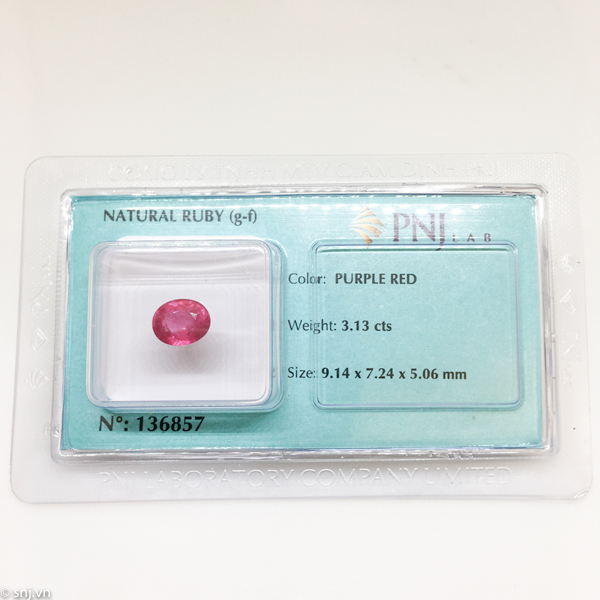 NATURAL RUBY (g-f)
PNJ LAB
Color: PURPLE RED
Weight: 3.13 cts
Size: 9.14 x 7.24 x 5.06 mm
N°: 136857
PNJ LABORATORY COMPANY LIMITED
© snj.vn